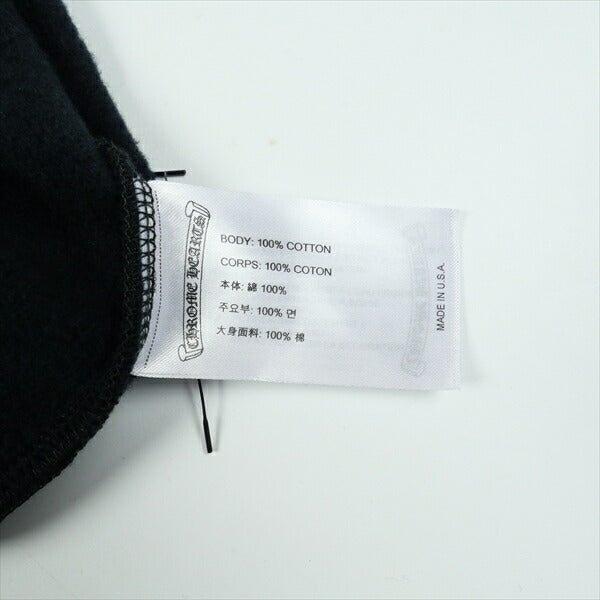 CHROME HEARTS
BODY: 100% COTTON
CORPS: 100% COTON
本体: 綿 100%
주요부: 100% 면
大身面料: 100% 棉
MADE IN U.S.A.